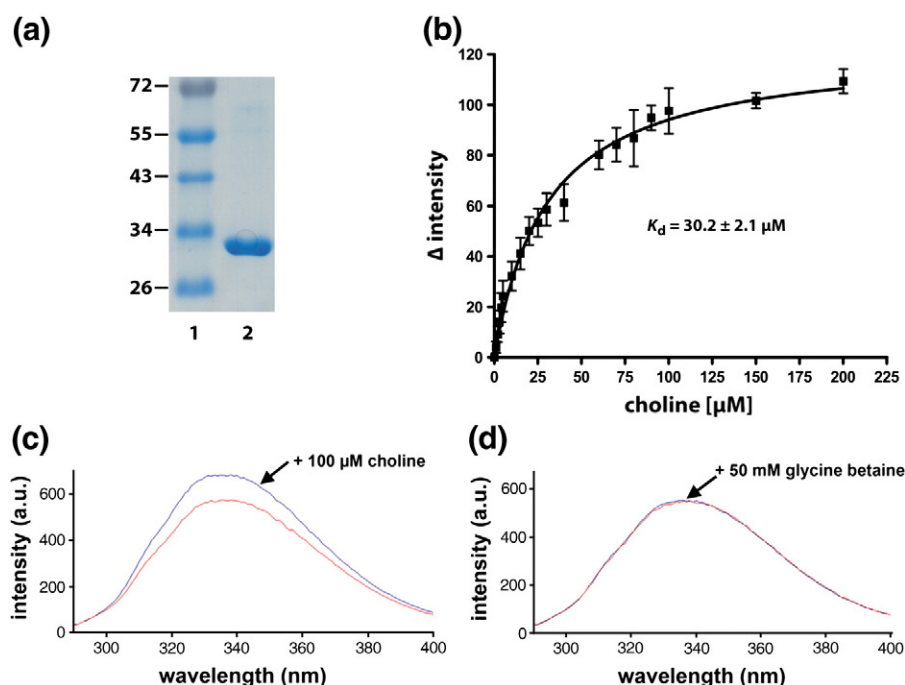 (a)
72
55
43
34
26
1 2
(b)
120
100
80
60
40
20
0
Δ intensity
0 25 50 75 100 125 150 175 200 225
choline [µM]
Kd = 30.2 ± 2.1 µM
(c)
+ 100 µM choline
intensity (a.u.)
600
400
200
0
300 320 340 360 380 400
wavelength (nm)
(d)
+ 50 mM glycine betaine
intensity (a.u.)
600
400
200
0
300 320 340 360 380 400
wavelength (nm)